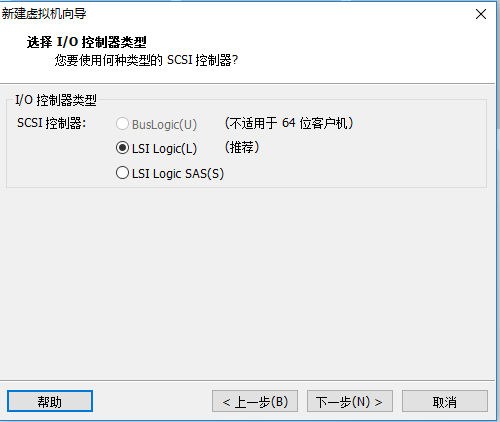 新建虚拟机向导
选择 I/O 控制器类型
您要使用何种类型的 SCSI 控制器?
I/O 控制器类型
SCSI 控制器: BusLogic(U) (不适用于 64 位客户机)
LSI Logic(L) (推荐)
LSI Logic SAS(S)
帮助 < 上一步(B) 下一步(N) > 取消